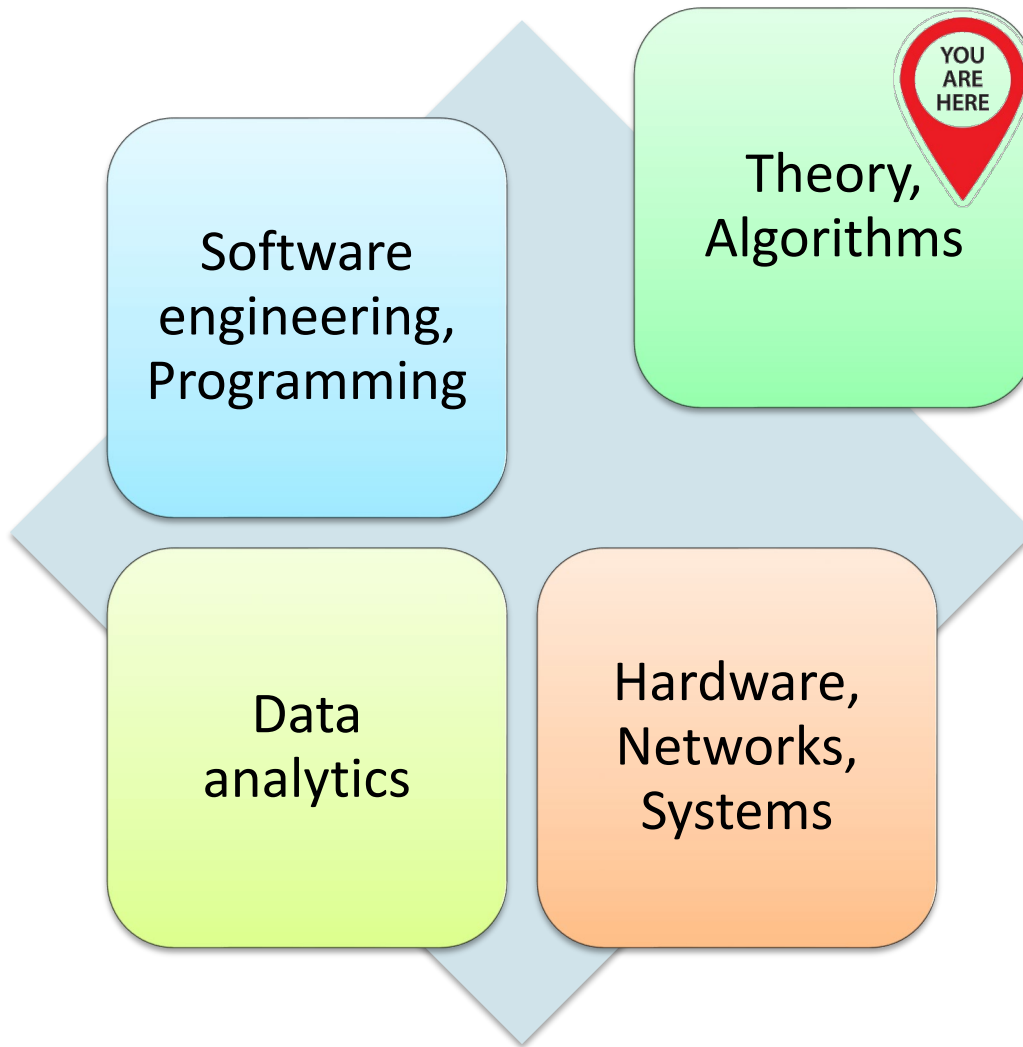 YOU
ARE
HERE
Theory,
Algorithms
Software
engineering,
Programming
Data
analytics
Hardware,
Networks,
Systems